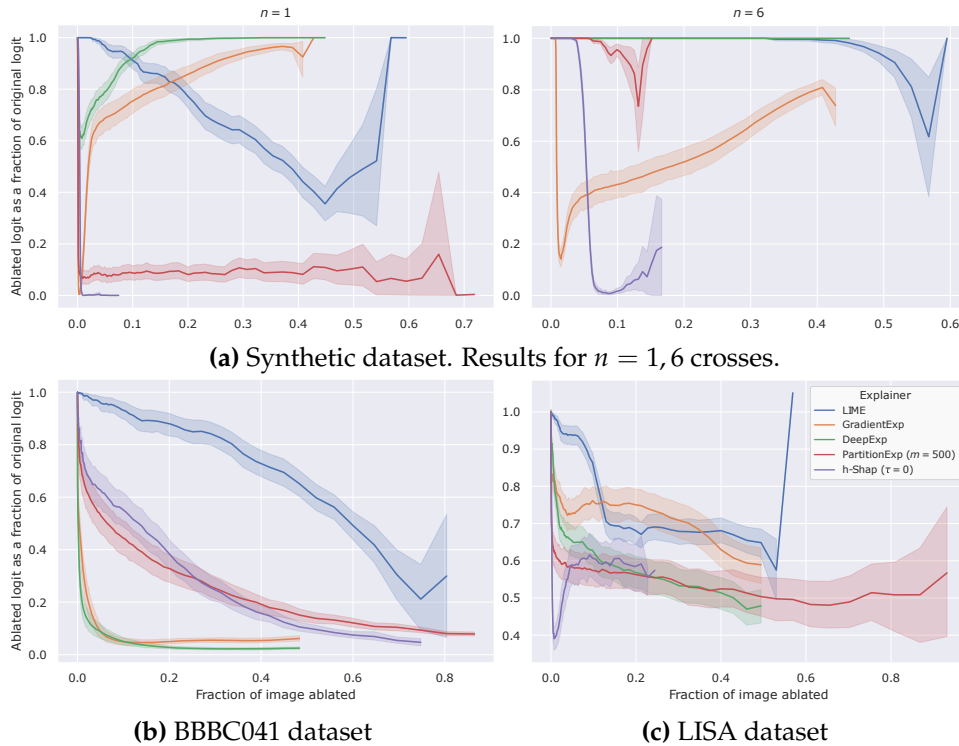 n = 1
n = 6
Ablated logit as a fraction of original logit
1.0
0.8
0.6
0.4
0.2
0.0
0.0 0.1 0.2 0.3 0.4 0.5 0.6 0.7
0.0 0.1 0.2 0.3 0.4 0.5 0.6
(a) Synthetic dataset. Results for n = 1, 6 crosses.
Ablated logit as a fraction of original logit
1.0
0.8
0.6
0.4
0.2
0.0
0.0 0.2 0.4 0.6 0.8
Fraction of image ablated
1.0
0.9
0.8
0.7
0.6
0.5
0.4
Explainer
LIME
GradientExp
DeepExp
PartitionExp (m = 500)
h-Shap (τ = 0)
0.0 0.2 0.4 0.6 0.8
Fraction of image ablated
(b) BBBC041 dataset
(c) LISA dataset